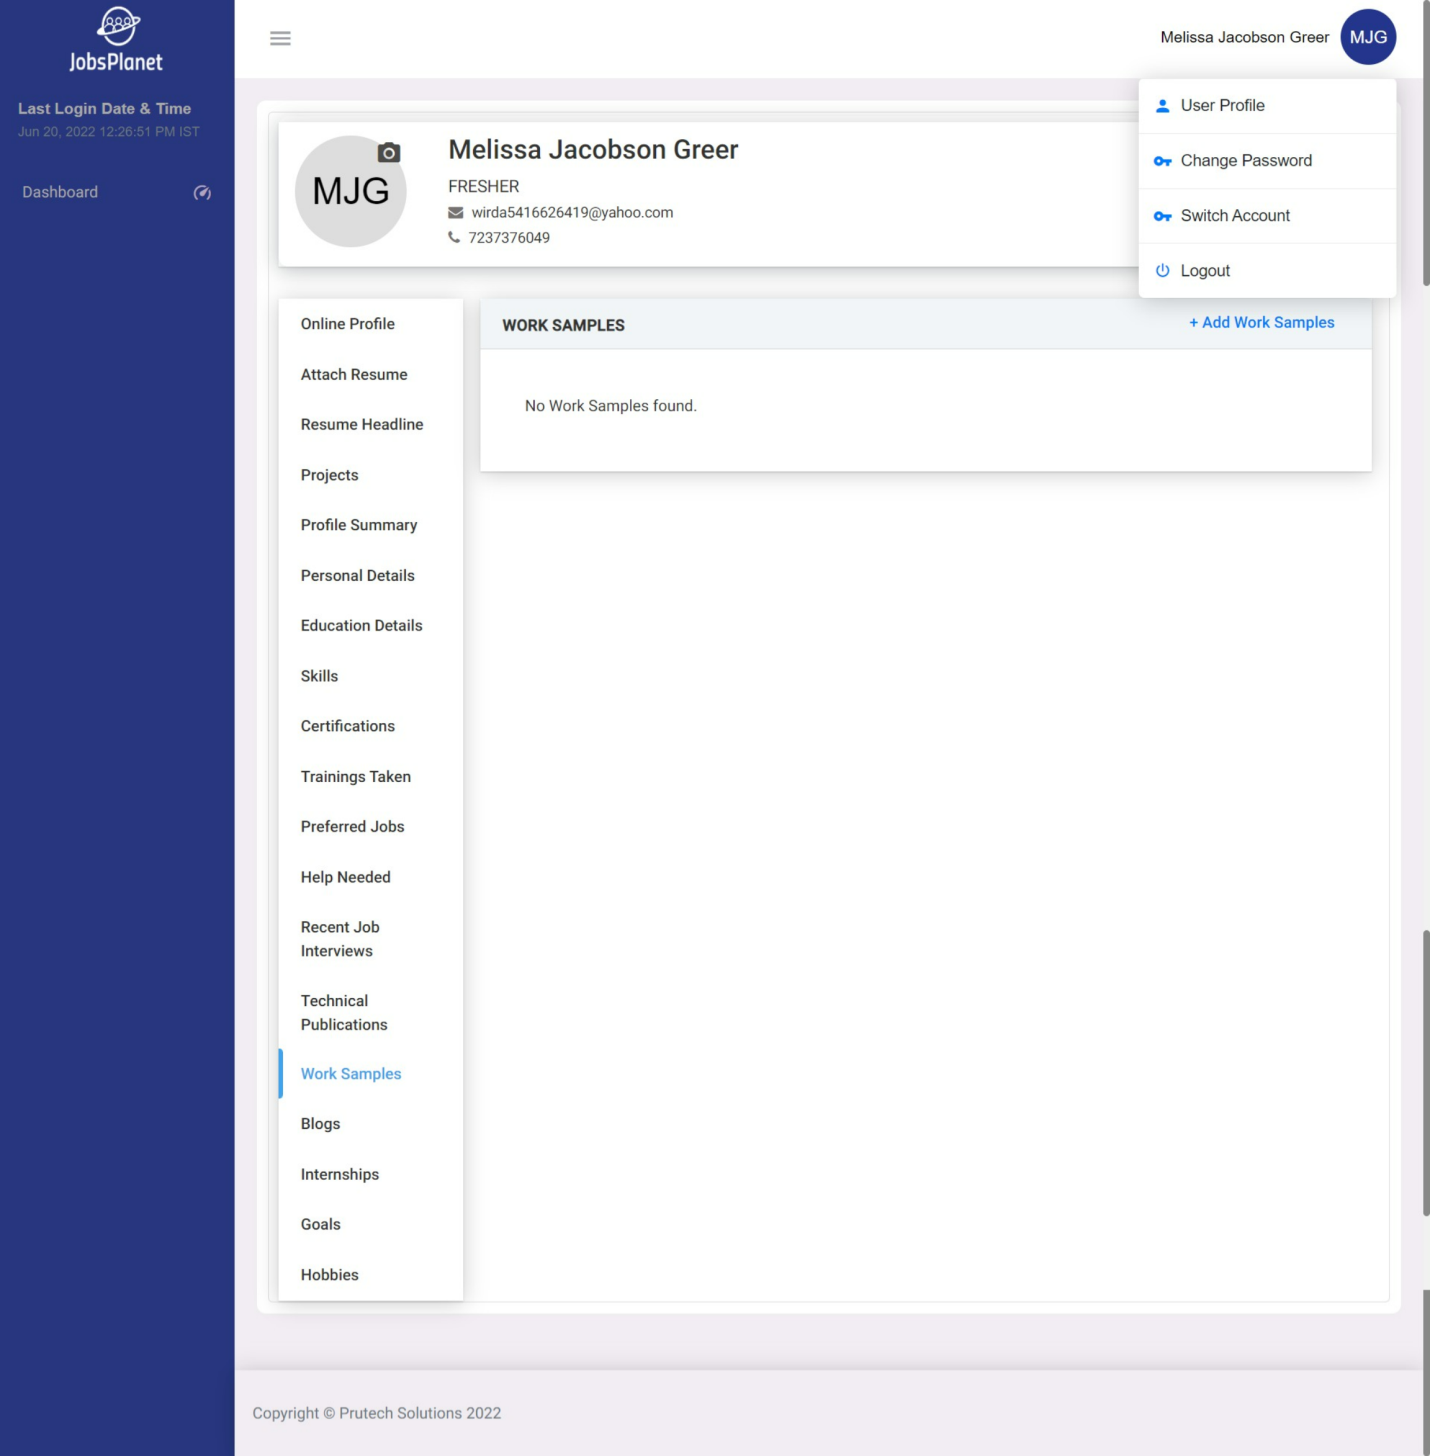 JobsPlanet
Last Login Date & Time
Jun 20, 2022 12:26:51 PM IST
Dashboard
Melissa Jacobson Greer
MJG
User Profile
Change Password
Switch Account
Logout
MJG
Melissa Jacobson Greer
FRESHER
wirda5416626419@yahoo.com
7237376049
Online Profile
Attach Resume
Resume Headline
Projects
Profile Summary
Personal Details
Education Details
Skills
Certifications
Trainings Taken
Preferred Jobs
Help Needed
Recent Job
Interviews
Technical
Publications
Work Samples
Blogs
Internships
Goals
Hobbies
WORK SAMPLES
+ Add Work Samples
No Work Samples found.
Copyright © Prutech Solutions 2022